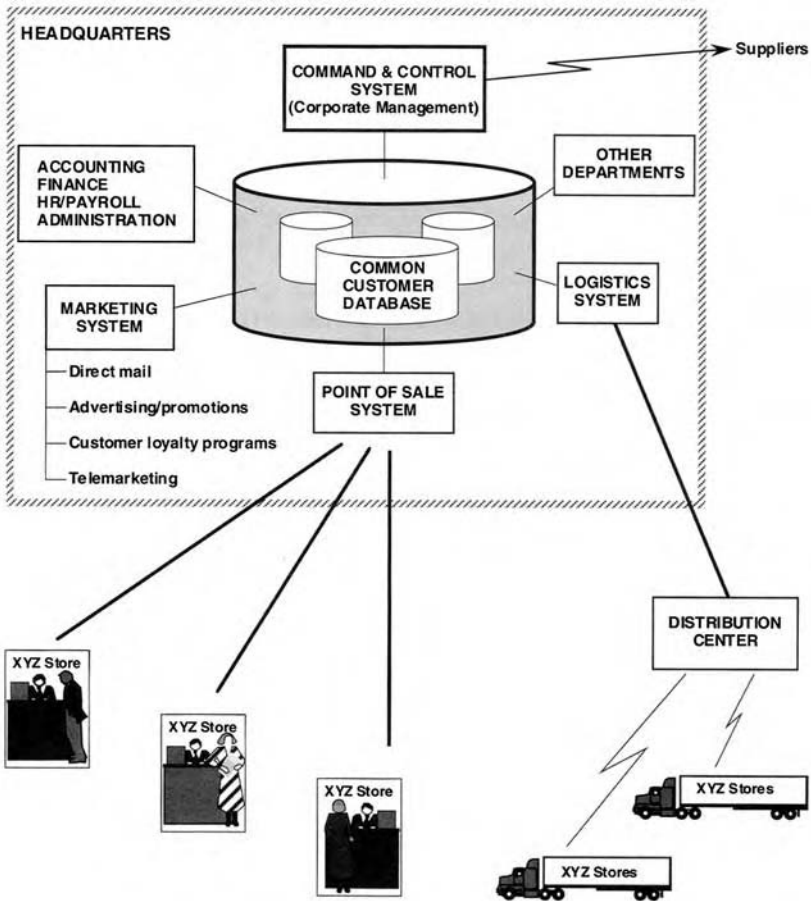 HEADQUARTERS
COMMAND & CONTROL
SYSTEM
(Corporate Management)
Suppliers
ACCOUNTING
FINANCE
HR/PAYROLL
ADMINISTRATION
OTHER
DEPARTMENTS
COMMON
CUSTOMER
DATABASE
LOGISTICS
SYSTEM
MARKETING
SYSTEM
Direct mail
Advertising/promotions
Customer loyalty programs
Telemarketing
POINT OF SALE
SYSTEM
DISTRIBUTION
CENTER
XYZ Store
XYZ Store
XYZ Store
XYZ Stores
XYZ Stores